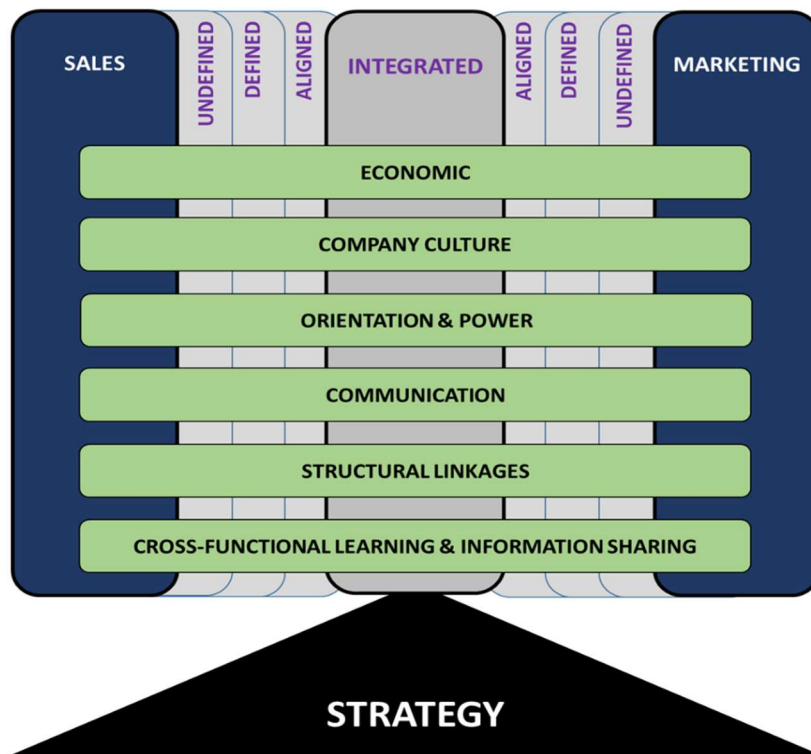 SALES
UNDEFINED
DEFINED
ALIGNED
INTEGRATED
ALIGNED
DEFINED
UNDEFINED
MARKETING
ECONOMIC
COMPANY CULTURE
ORIENTATION & POWER
COMMUNICATION
STRUCTURAL LINKAGES
CROSS-FUNCTIONAL LEARNING & INFORMATION SHARING
STRATEGY